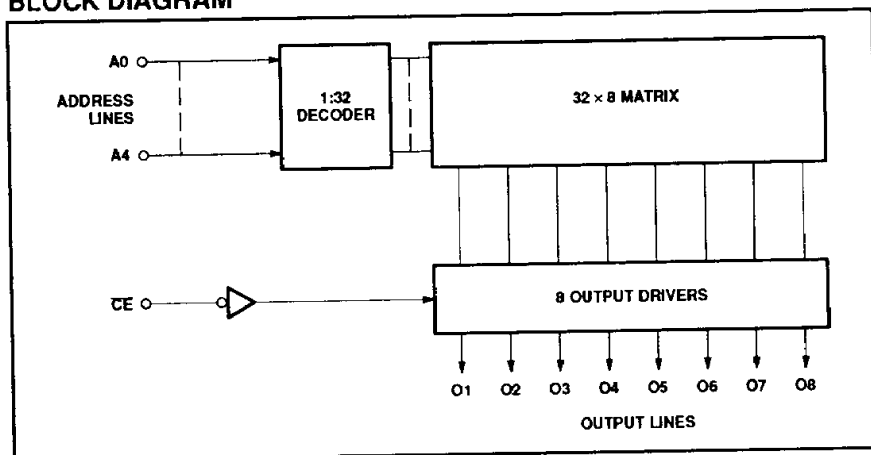 BLOCK DIAGRAM
A0
ADDRESS
LINES
A4
1:32
DECODER
32 × 8 MATRIX
C̅E̅
8 OUTPUT DRIVERS
O1 O2 O3 O4 O5 O6 O7 O8
OUTPUT LINES